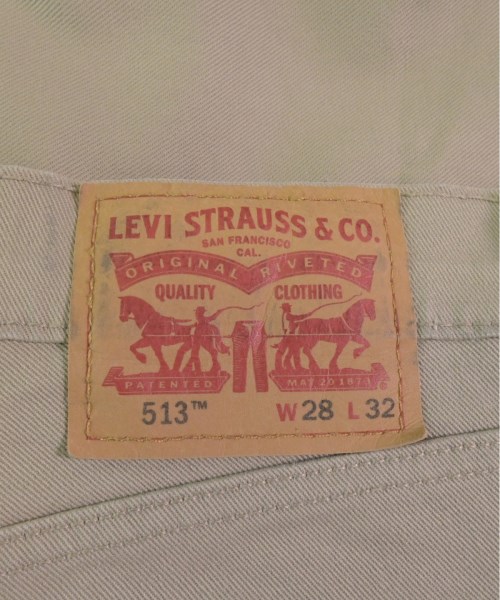 LEVI STRAUSS & CO.
SAN FRANCISCO
CAL.
ORIGINAL RIVETED
QUALITY CLOTHING
PATENTED MAY 20 1873
513™ W 28 L 32